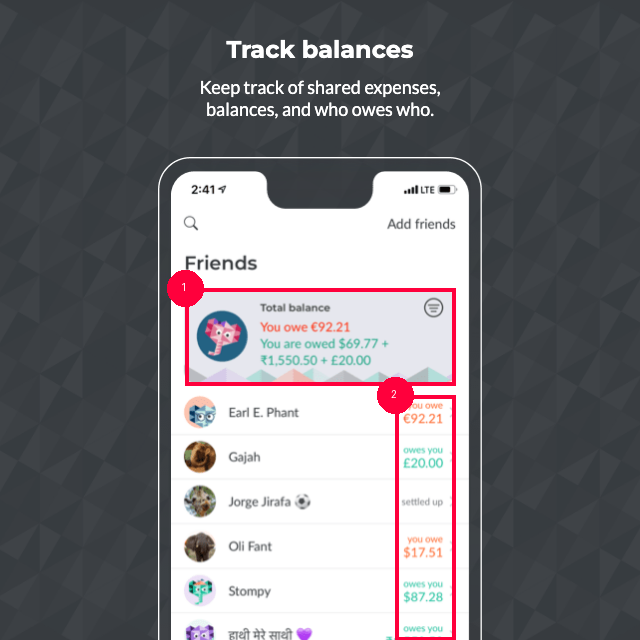 Track balances
Keep track of shared expenses,
balances, and who owes who.
2:41
LTE
Add friends
Friends
1
Total balance
You owe €92.21
You are owed $69.77 +
₹1,550.50 + £20.00
2
Earl E. Phant
you owe
€92.21
Gajah
owes you
£20.00
Jorge Jirafa ⚽
settled up
Oli Fant
you owe
$17.51
Stompy
owes you
$87.28
हाथी मेरे साथी 💜
owes you